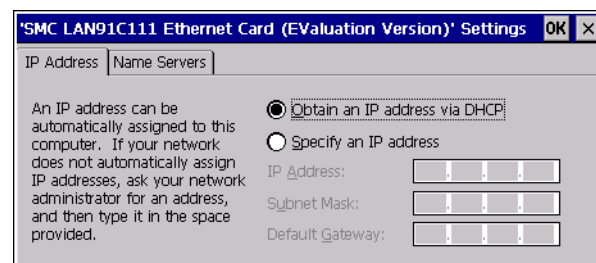 'SMC LAN91C111 Ethernet Card (EValuation Version)' Settings OK ×
IP Address Name Servers
An IP address can be
automatically assigned to this
computer. If your network
does not automatically assign
IP addresses, ask your network
administrator for an address,
and then type it in the space
provided.
Obtain an IP address via DHCP
Specify an IP address
IP Address:
Subnet Mask:
Default Gateway: